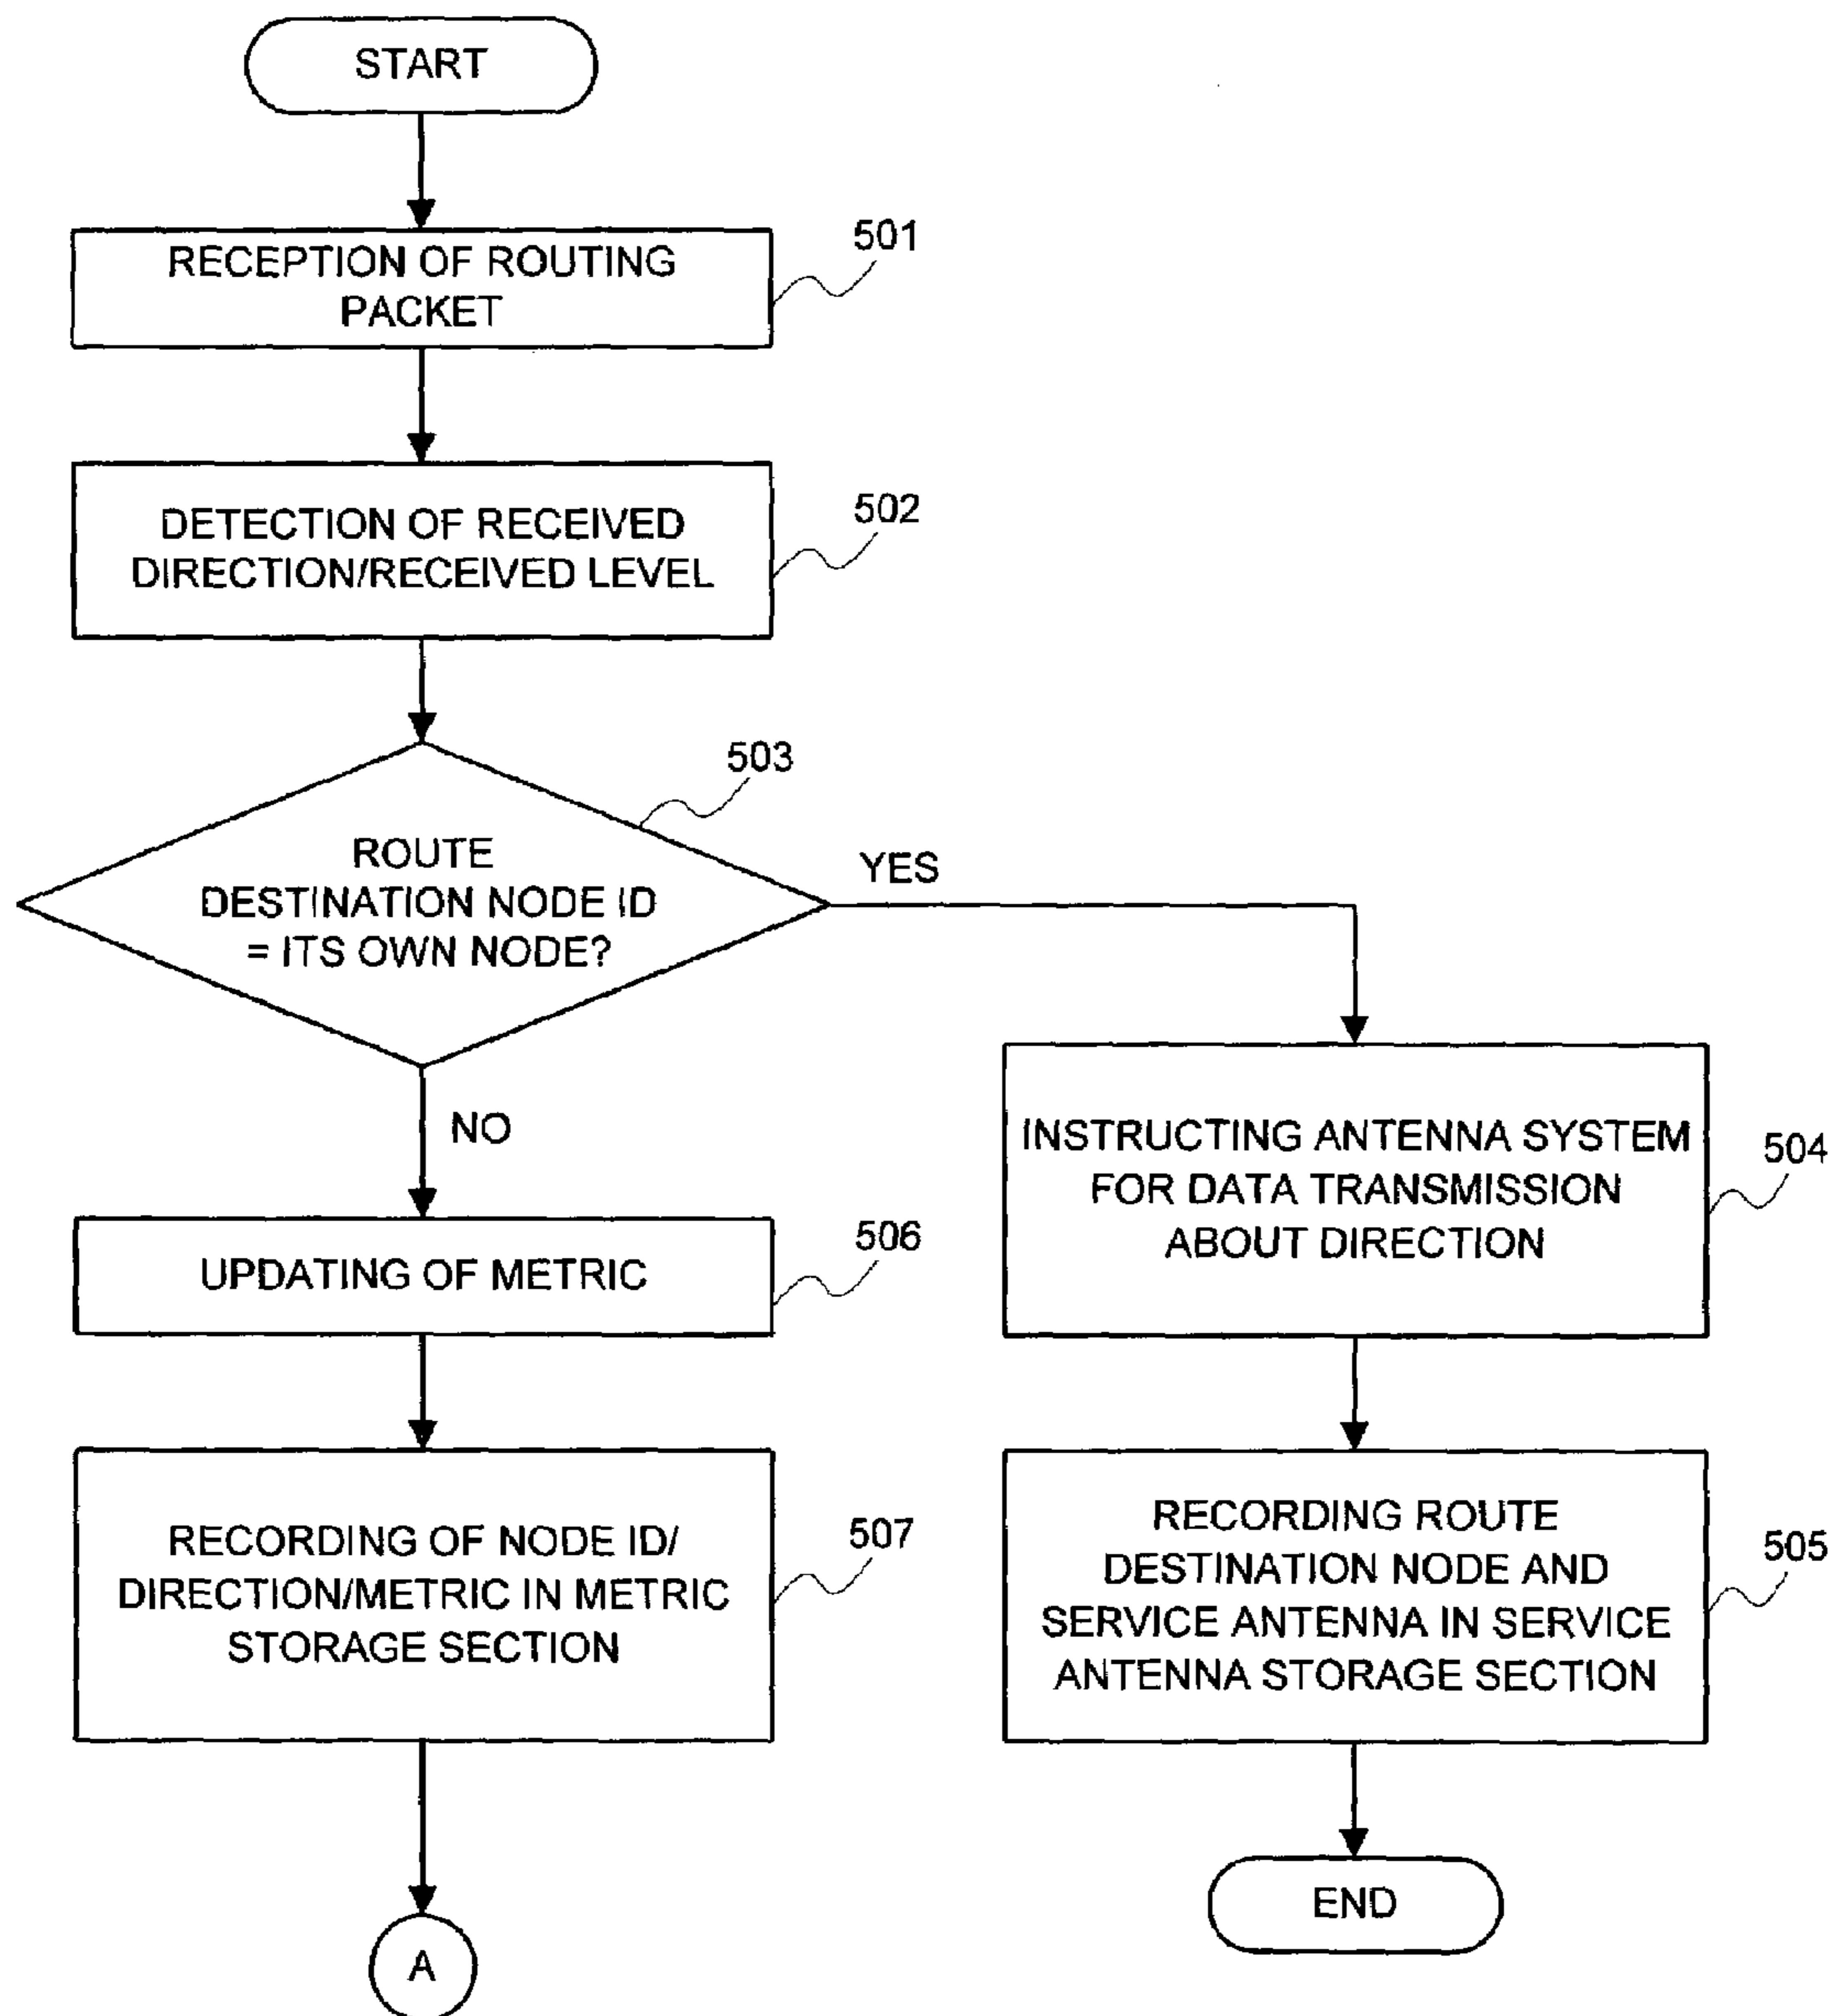 START
RECEPTION OF ROUTING
PACKET
501
DETECTION OF RECEIVED
DIRECTION/RECEIVED LEVEL
502
503
ROUTE
DESTINATION NODE ID
= ITS OWN NODE?
YES
NO
INSTRUCTING ANTENNA SYSTEM
FOR DATA TRANSMISSION
ABOUT DIRECTION
504
UPDATING OF METRIC
506
RECORDING OF NODE ID/
DIRECTION/METRIC IN METRIC
STORAGE SECTION
507
RECORDING ROUTE
DESTINATION NODE AND
SERVICE ANTENNA IN SERVICE
ANTENNA STORAGE SECTION
505
END
A